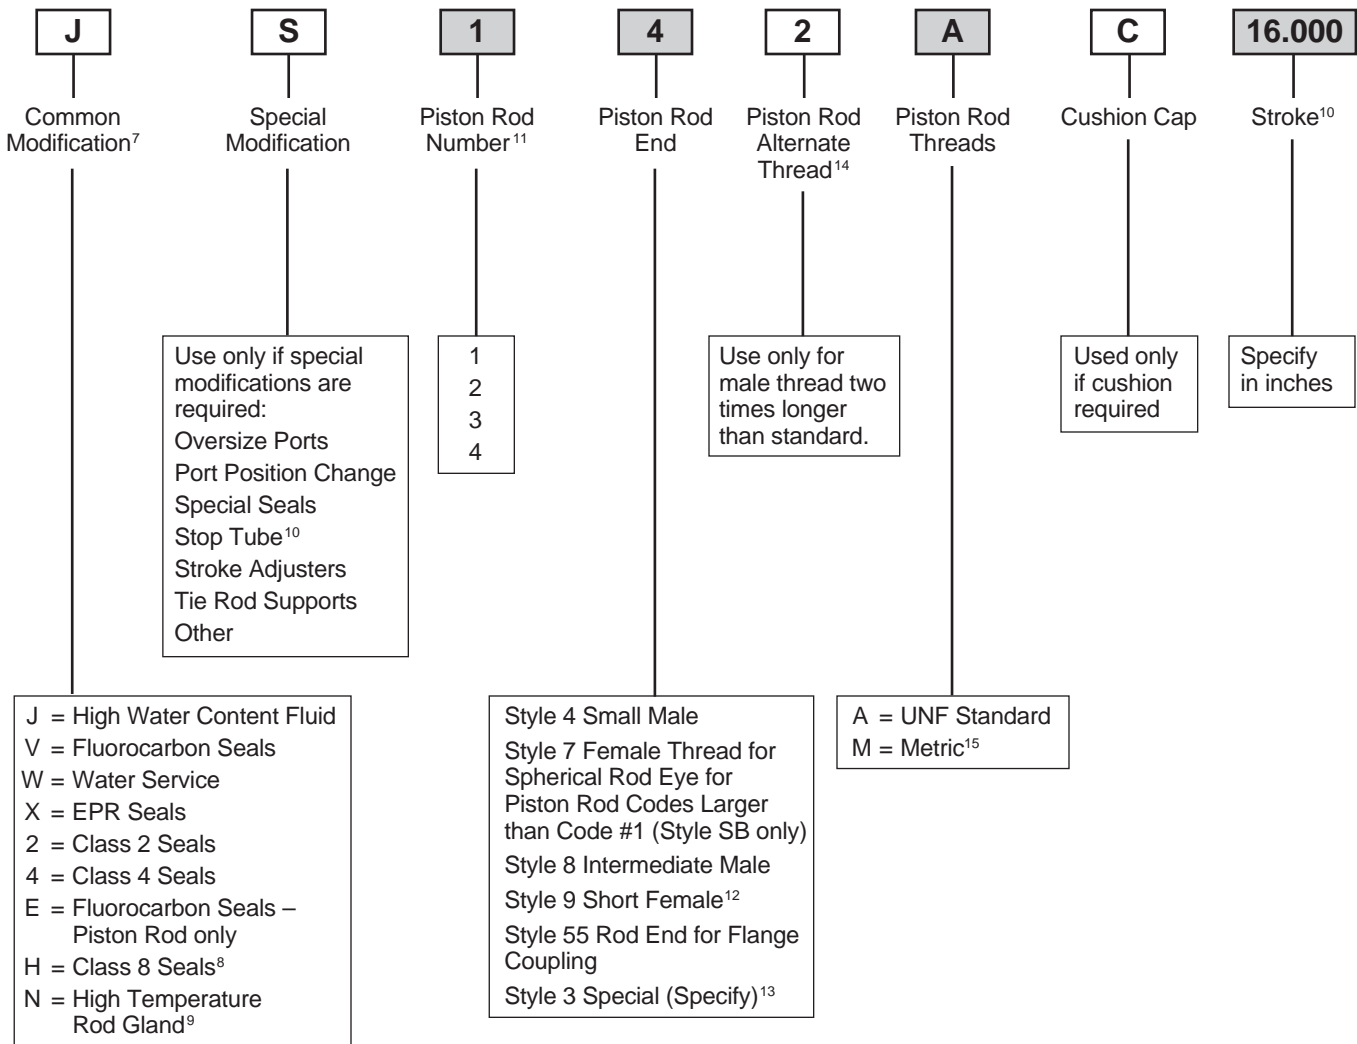 J S 1 4 2 A C 16.000
Common
Modification⁷
Special
Modification
Piston Rod
Number¹¹
Piston Rod
End
Piston Rod
Alternate
Thread¹⁴
Piston Rod
Threads
Cushion Cap
Stroke¹⁰
Use only if special
modifications are
required:
Oversize Ports
Port Position Change
Special Seals
Stop Tube¹⁰
Stroke Adjusters
Tie Rod Supports
Other
1
2
3
4
Use only for
male thread two
times longer
than standard.
Used only
if cushion
required
Specify
in inches
J = High Water Content Fluid
V = Fluorocarbon Seals
W = Water Service
X = EPR Seals
2 = Class 2 Seals
4 = Class 4 Seals
E = Fluorocarbon Seals –
Piston Rod only
H = Class 8 Seals⁸
N = High Temperature
Rod Gland⁹
Style 4 Small Male
Style 7 Female Thread for
Spherical Rod Eye for
Piston Rod Codes Larger
than Code #1 (Style SB only)
Style 8 Intermediate Male
Style 9 Short Female¹²
Style 55 Rod End for Flange
Coupling
Style 3 Special (Specify)¹³
A = UNF Standard
M = Metric¹⁵